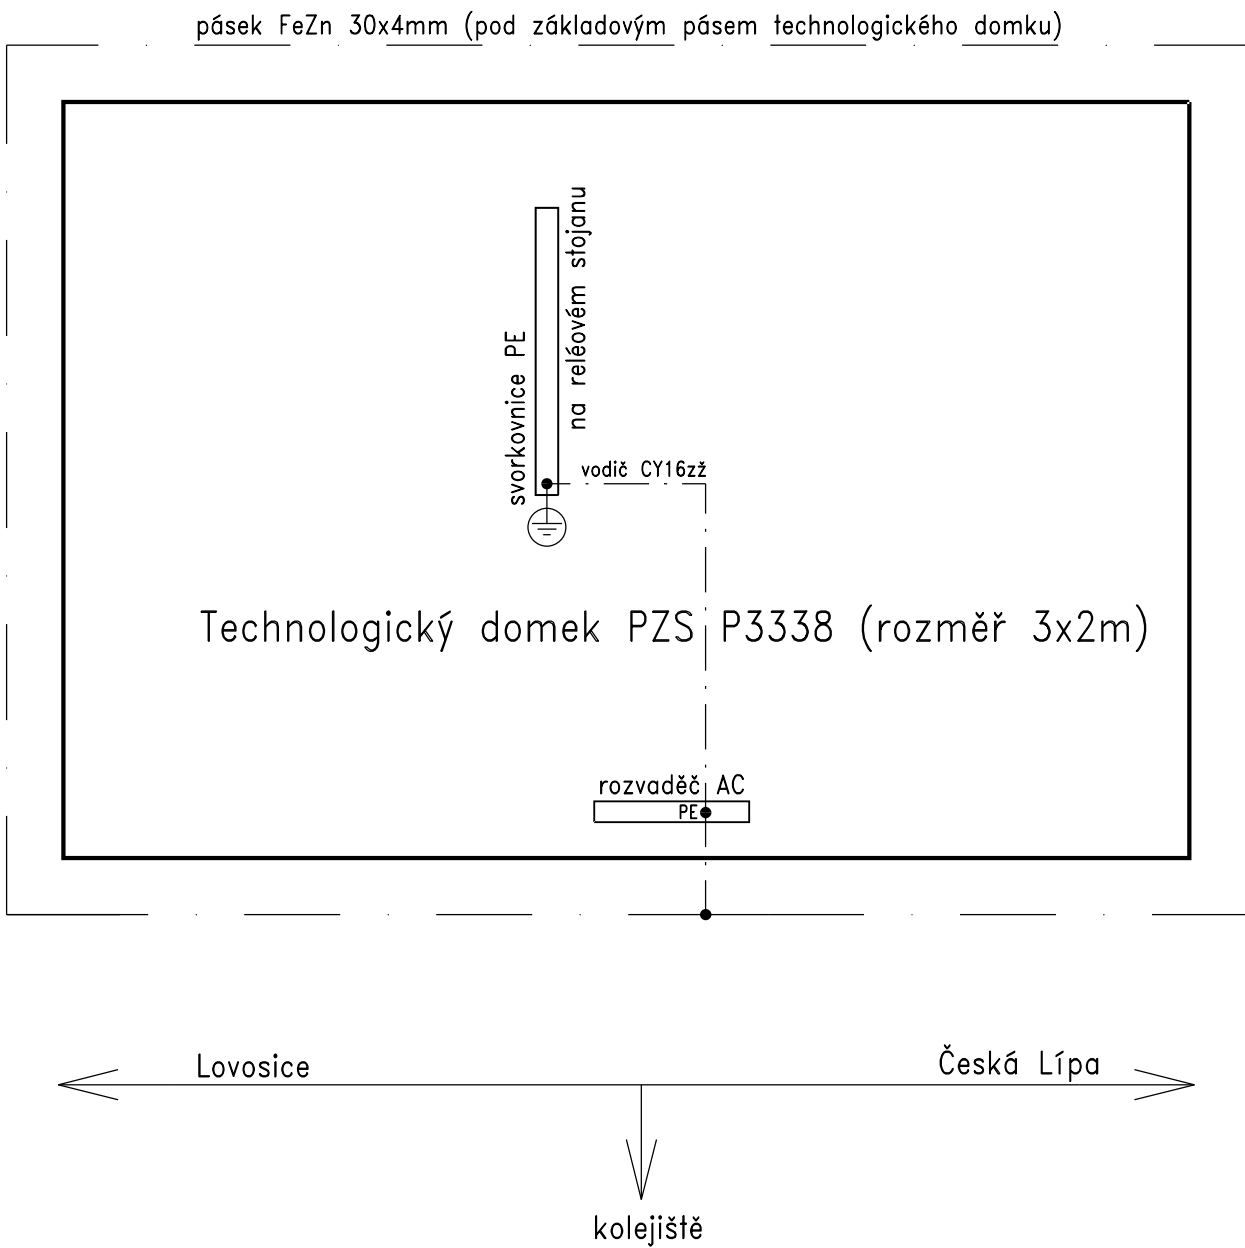 pásek FeZn 30x4mm (pod základovým pásem technologického domku)
svorkovnice PE
na reléovém stojanu
vodič CY16zž
Technologický domek PZS P3338 (rozměř 3x2m)
rozvaděč AC
PE
Lovosice
Česká Lípa
kolejiště